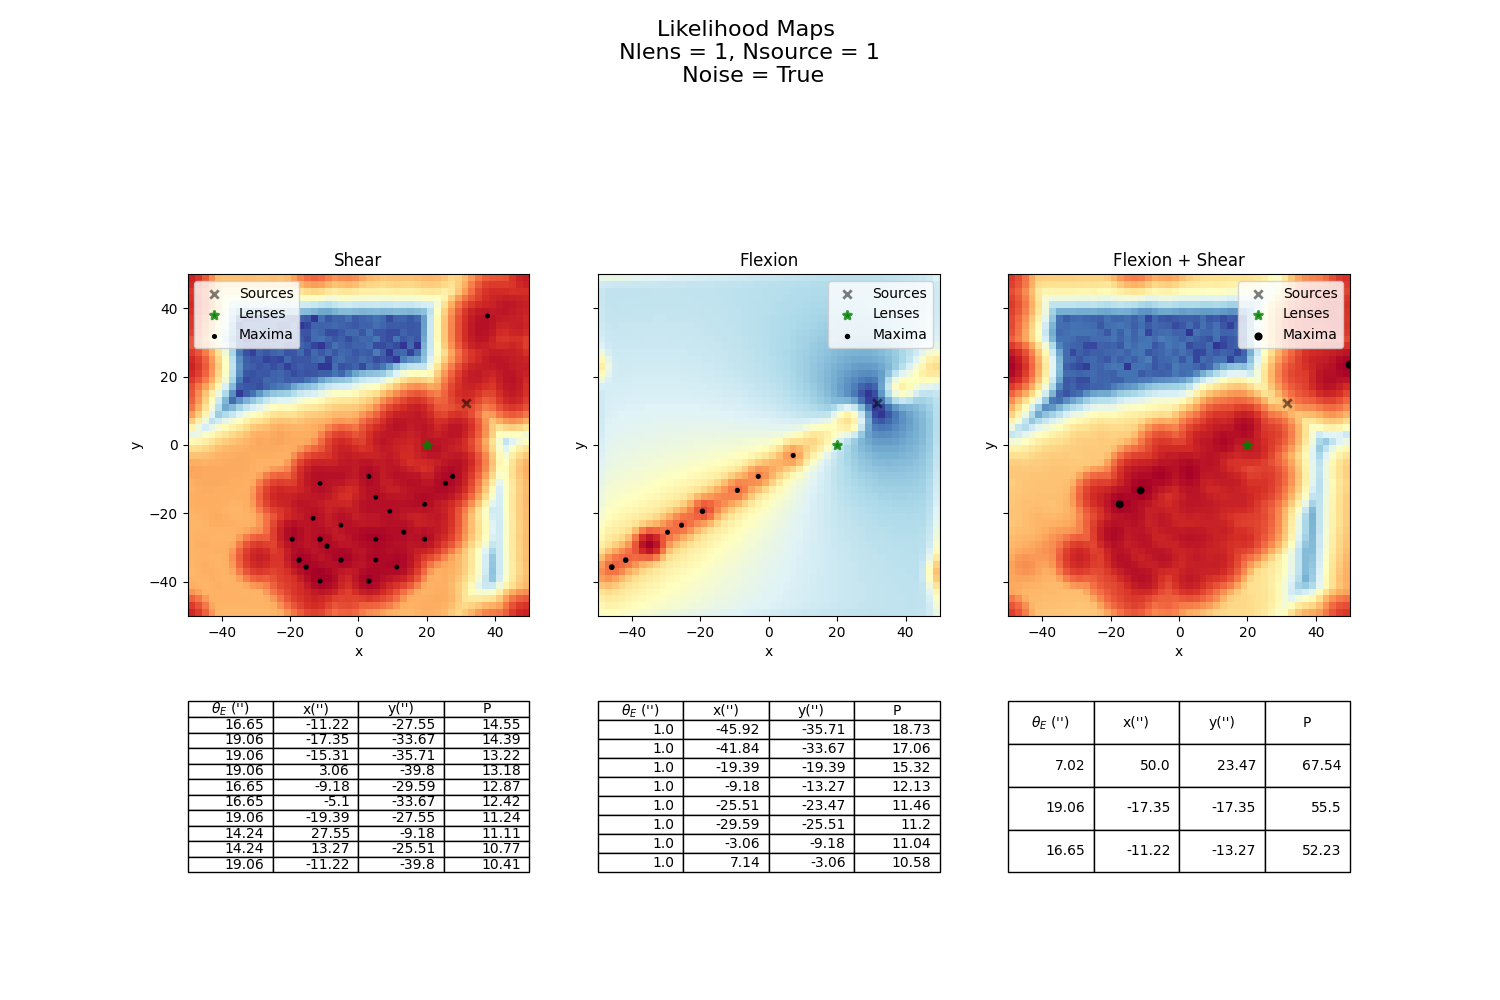 Likelihood Maps
Nlens = 1, Nsource = 1
Noise = True
Shear
Sources
Lenses
Maxima
40
20
0
−20
−40
y
−40 −20 0 20 40
x
Flexion
Sources
Lenses
Maxima
y
−40 −20 0 20 40
x
Flexion + Shear
Sources
Lenses
Maxima
y
−40 −20 0 20 40
x
θE ('') x('') y('') P
16.65 -11.22 -27.55 14.55
19.06 -17.35 -33.67 14.39
19.06 -15.31 -35.71 13.22
19.06 3.06 -39.8 13.18
16.65 -9.18 -29.59 12.87
16.65 -5.1 -33.67 12.42
19.06 -19.39 -27.55 11.24
14.24 27.55 -9.18 11.11
14.24 13.27 -25.51 10.77
19.06 -11.22 -39.8 10.41
θE ('') x('') y('') P
1.0 -45.92 -35.71 18.73
1.0 -41.84 -33.67 17.06
1.0 -19.39 -19.39 15.32
1.0 -9.18 -13.27 12.13
1.0 -25.51 -23.47 11.46
1.0 -29.59 -25.51 11.2
1.0 -3.06 -9.18 11.04
1.0 7.14 -3.06 10.58
θE ('') x('') y('') P
7.02 50.0 23.47 67.54
19.06 -17.35 -17.35 55.5
16.65 -11.22 -13.27 52.23